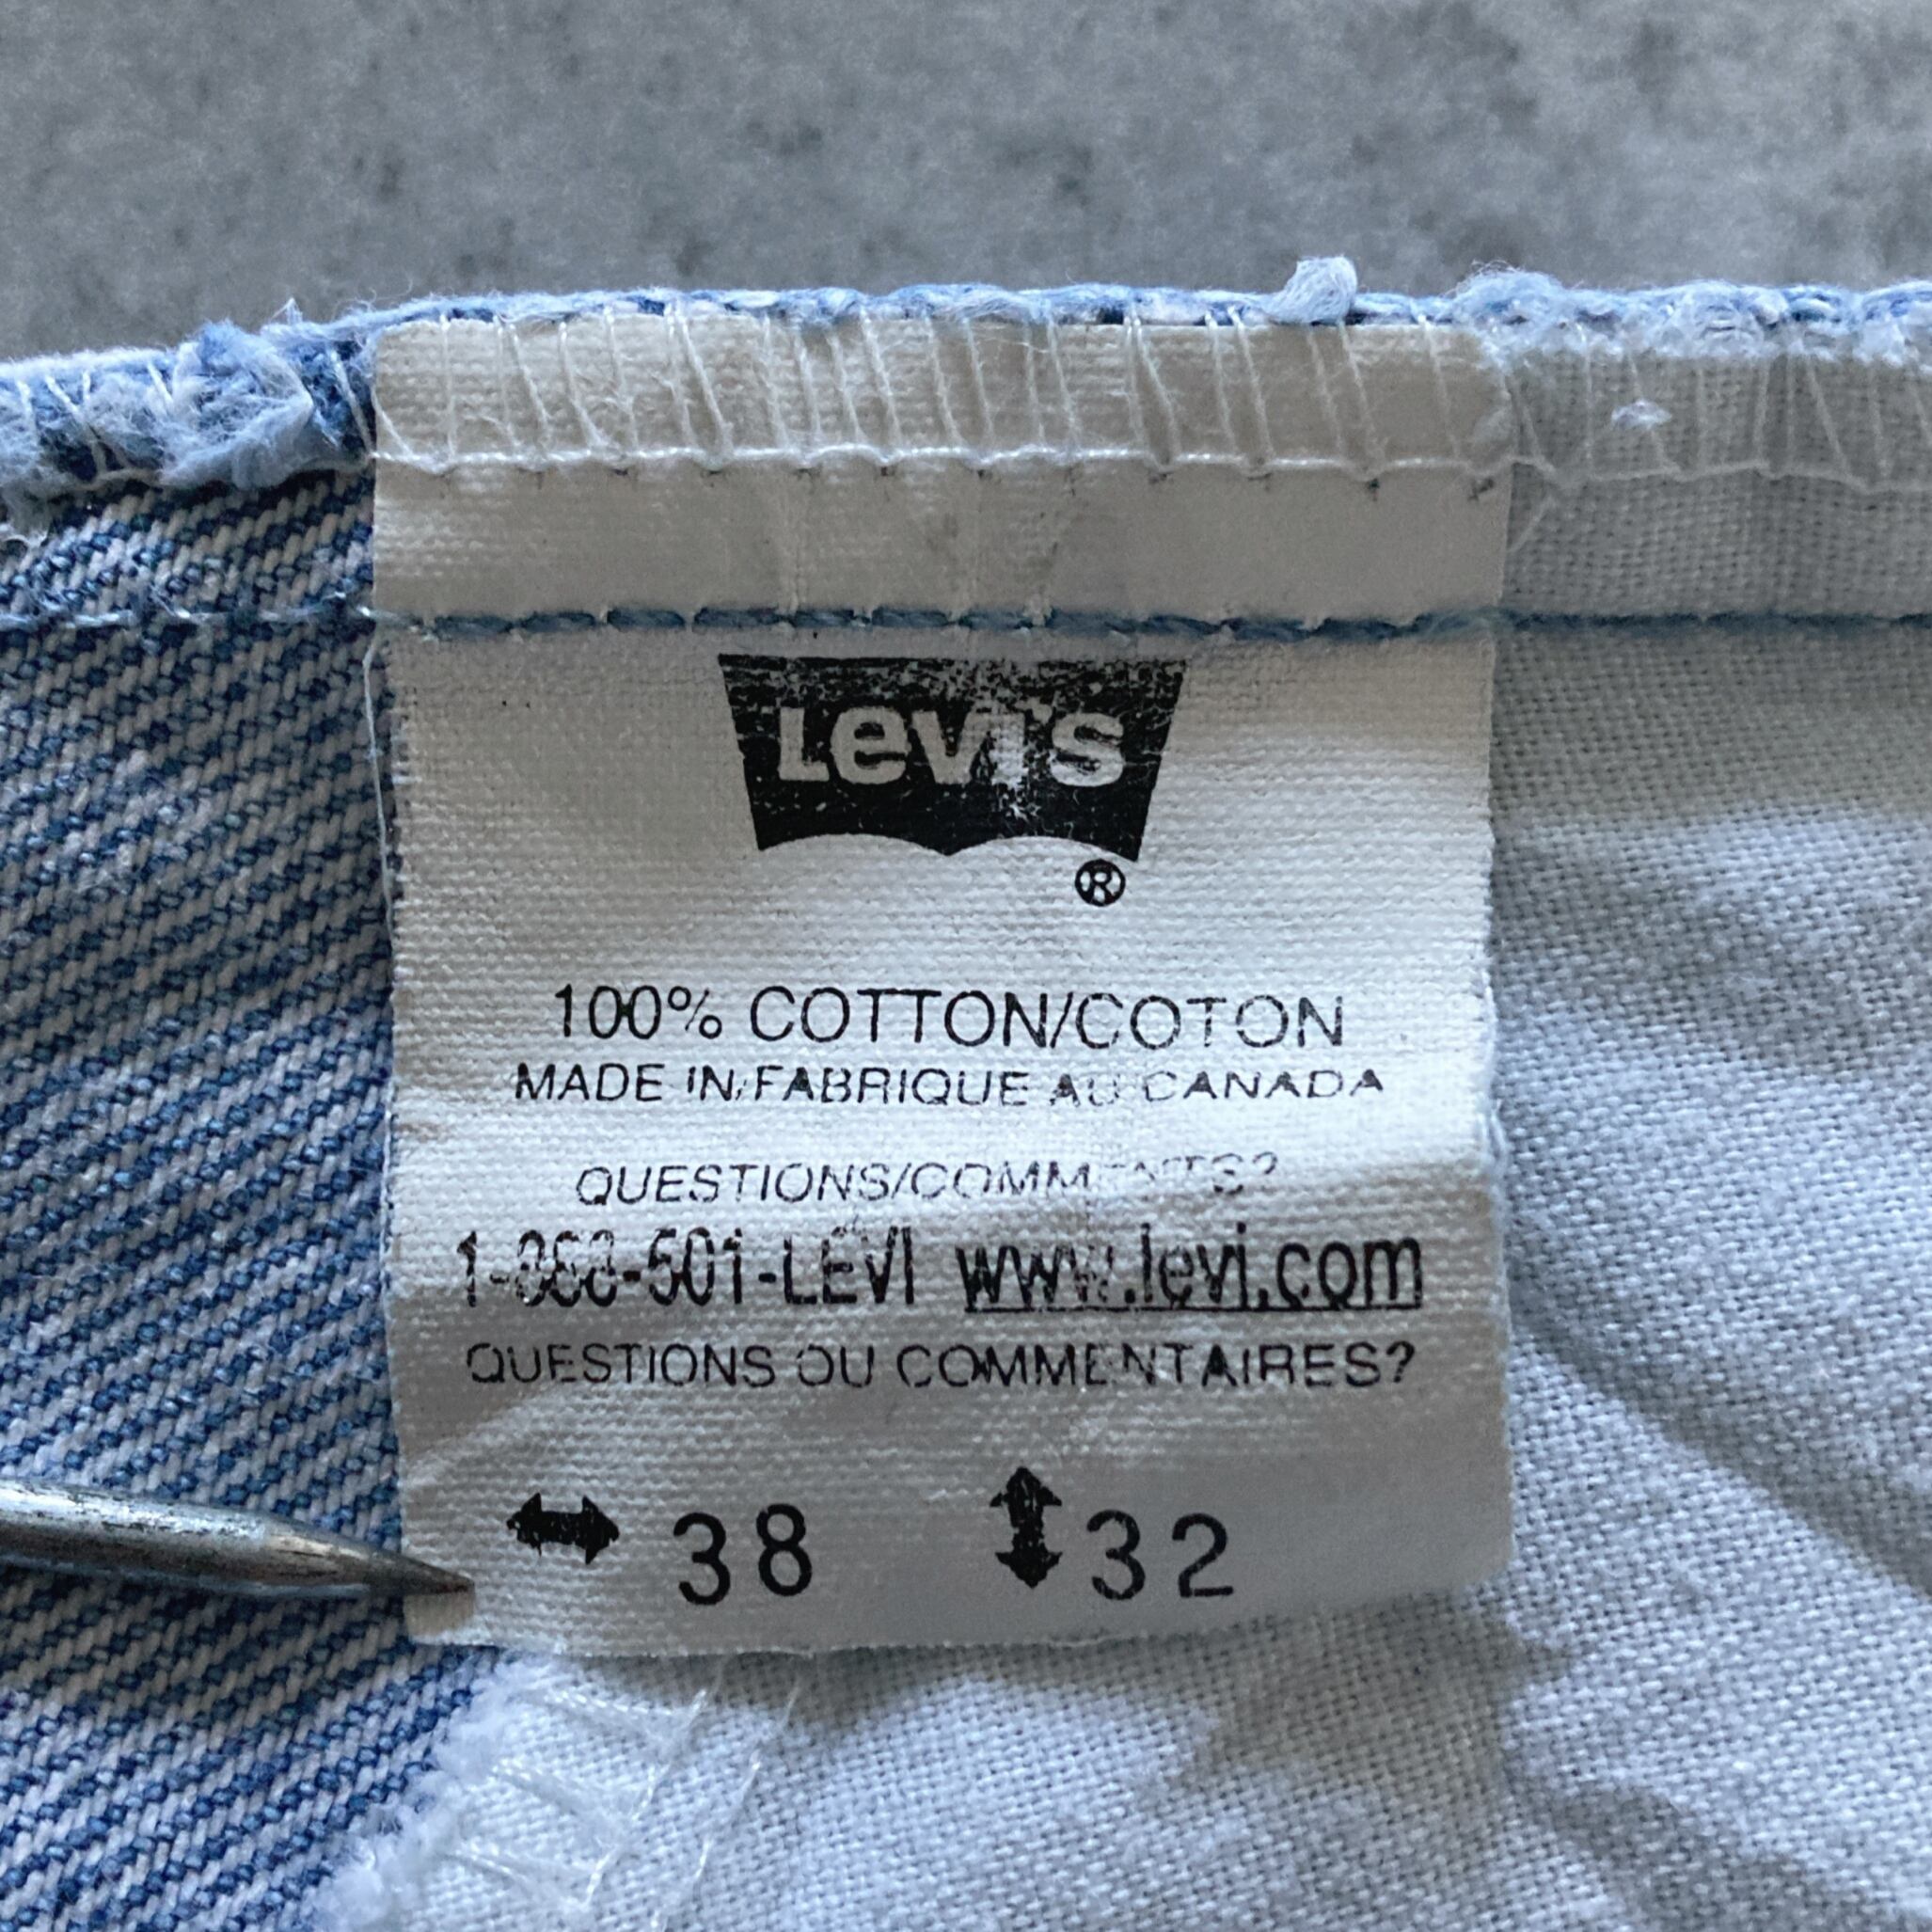 Levi's
®
100% COTTON/COTON
MADE IN/FABRIQUE AU CANADA
QUESTIONS/COMMENTS?
1-888-501-LEVI www.levi.com
QUESTIONS OU COMMENTAIRES?
38 32